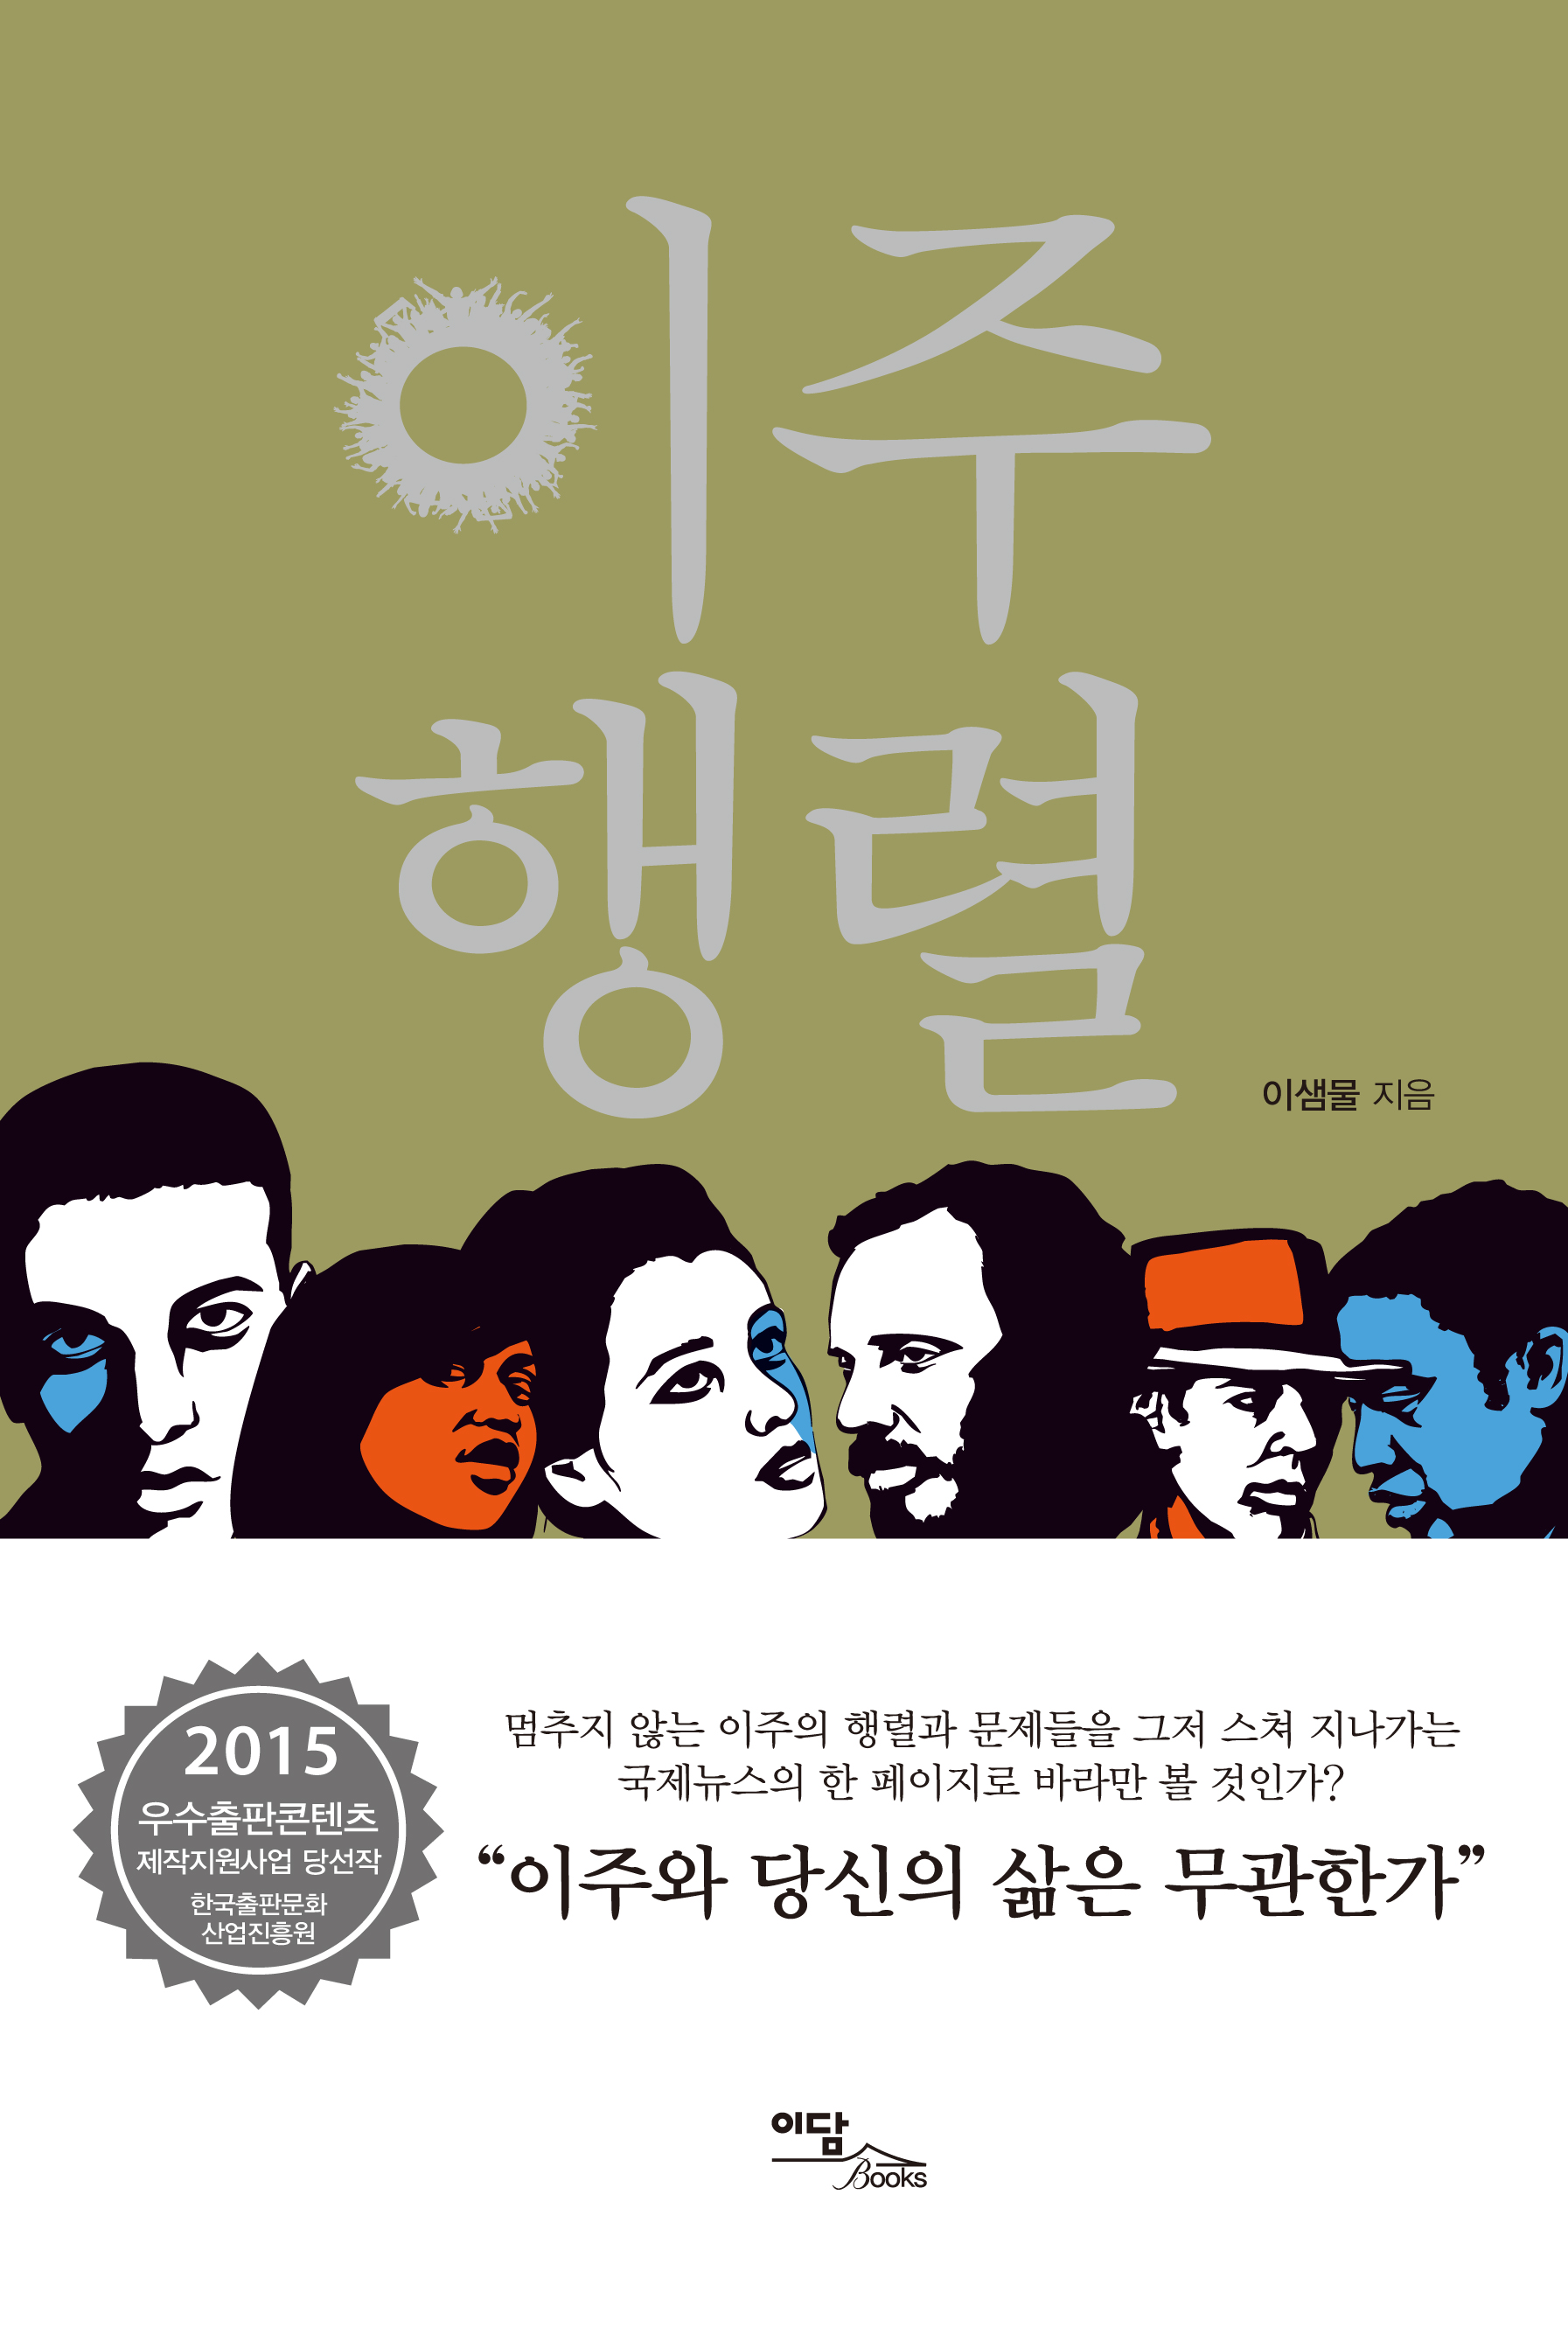 이주
행렬
이샘물 지음
2015
우수출판콘텐츠
제작지원사업 당선작
한국출판문화
산업진흥원
멈추지 않는 이주의 행렬과 문제들을 그저 스쳐 지나가는
국제뉴스의 한 페이지로 바라만 볼 것인가?
“이주와 당신의 삶은 무관한가”
이담
Books